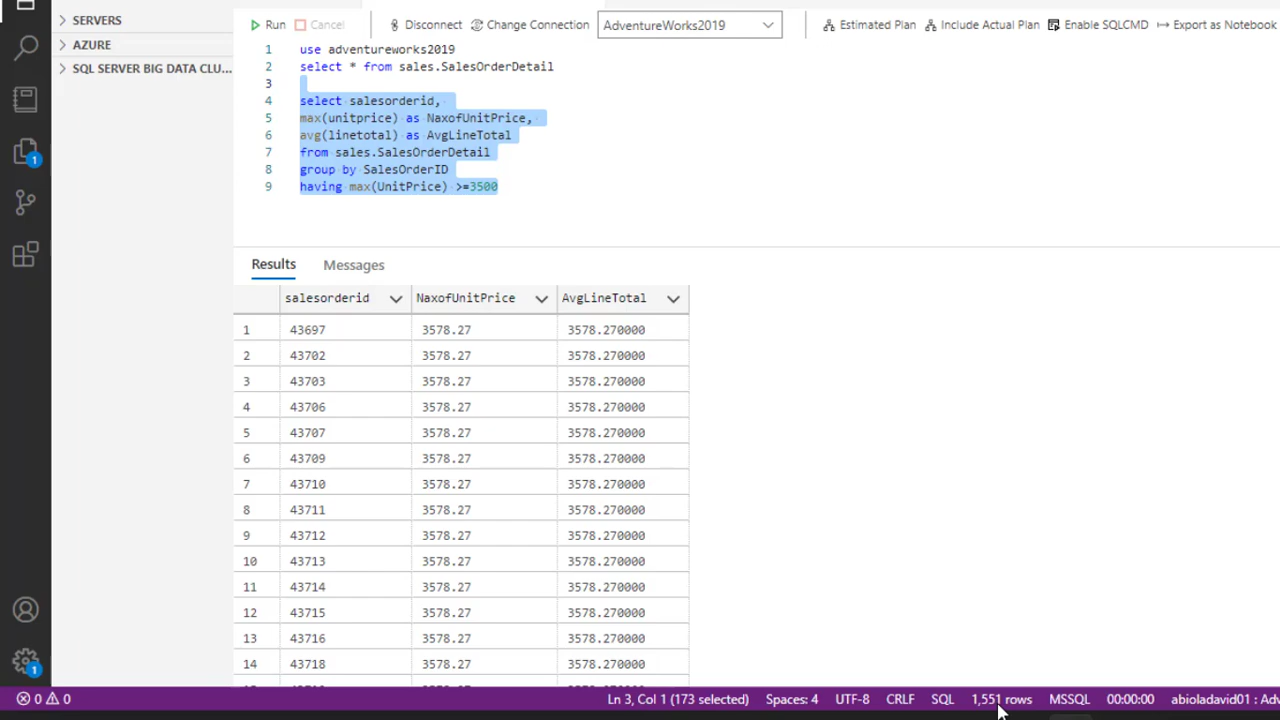 SERVERS
AZURE
SQL SERVER BIG DATA CLU...
Run Cancel Disconnect Change Connection AdventureWorks2019 Estimated Plan Include Actual Plan Enable SQLCMD Export as Notebook
1 use adventureworks2019
2 select * from sales.SalesOrderDetail
3
4 select salesorderid,
5 max(unitprice) as NaxofUnitPrice,
6 avg(linetotal) as AvgLineTotal
7 from sales.SalesOrderDetail
8 group by SalesOrderID
9 having max(UnitPrice) >=3500
Results Messages
salesorderid NaxofUnitPrice AvgLineTotal
1 43697 3578.27 3578.270000
2 43702 3578.27 3578.270000
3 43703 3578.27 3578.270000
4 43706 3578.27 3578.270000
5 43707 3578.27 3578.270000
6 43709 3578.27 3578.270000
7 43710 3578.27 3578.270000
8 43711 3578.27 3578.270000
9 43712 3578.27 3578.270000
10 43713 3578.27 3578.270000
11 43714 3578.27 3578.270000
12 43715 3578.27 3578.270000
13 43716 3578.27 3578.270000
14 43718 3578.27 3578.270000
1
1
0 0 Ln 3, Col 1 (173 selected) Spaces: 4 UTF-8 CRLF SQL 1,551 rows MSSQL 00:00:00 abioladavid01 : Adv